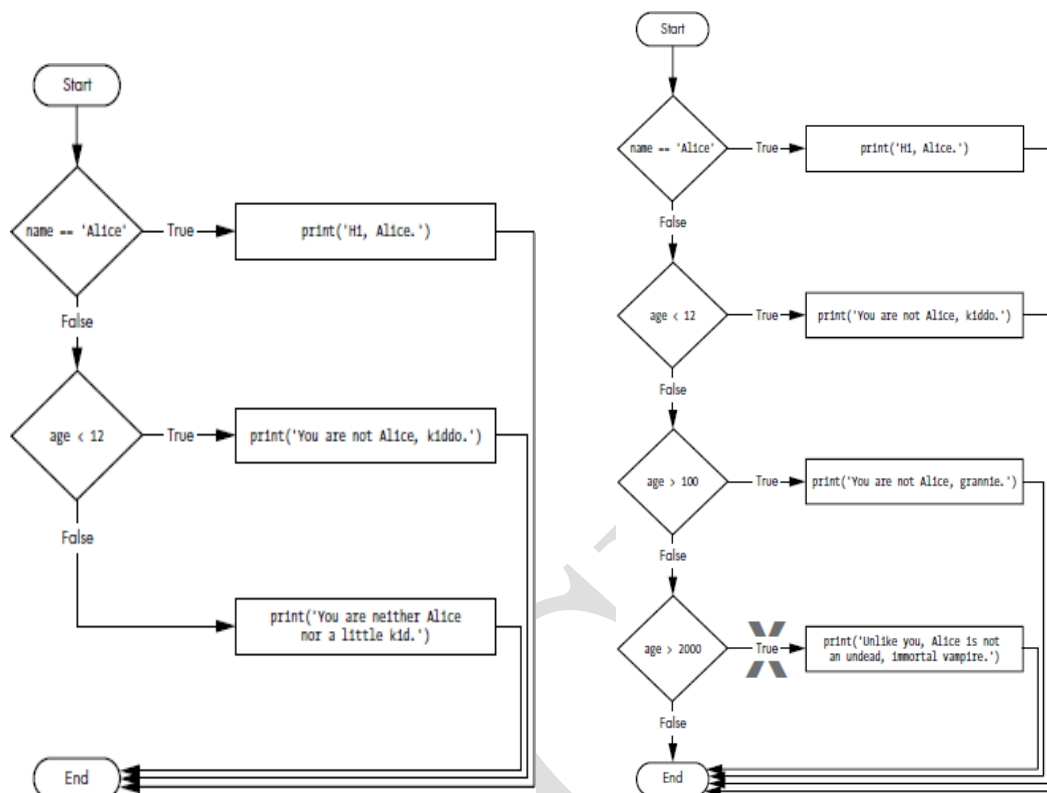 Start
name == 'Alice'
True
print('Hi, Alice.')
False
age < 12
True
print('You are not Alice, kiddo.')
False
print('You are neither Alice
nor a little kid.')
End
Start
name == 'Alice'
True
print('Hi, Alice.')
False
age < 12
True
print('You are not Alice, kiddo.')
False
age > 100
True
print('You are not Alice, grannie.')
False
age > 2000
X
True
print('Unlike you, Alice is not
an undead, immortal vampire.')
False
End